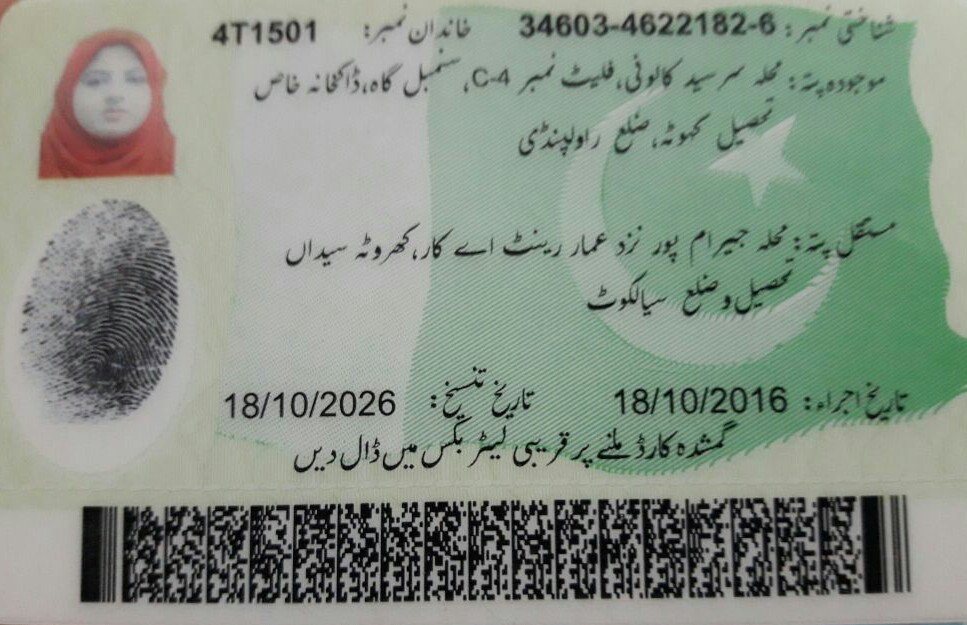 شناختی نمبر: 34603-4622182-6 خاندان نمبر: 4T1501
موجودہ پتہ: محلہ سر سید کالونی، فلیٹ نمبر C-4، سنمبل گاہ، ڈاکخانہ خاص
تحصیل کہوٹہ، ضلع راولپنڈی
مستقل پتہ: محلہ جیرام پور نزد عمار رینٹ اے کار، کھروٹہ سیداں
تحصیل و ضلع سیالکوٹ
تاریخ اجراء: 18/10/2016 تاریخ تنسیخ: 18/10/2026
گمشدہ کارڈ ملنے پر قریبی لیٹر بکس میں ڈال دیں